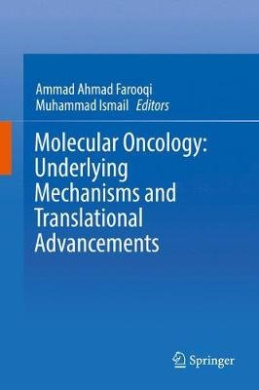 Ammad Ahmad Farooqi
Muhammad Ismail Editors
Molecular Oncology:
Underlying
Mechanisms and
Translational
Advancements
Springer